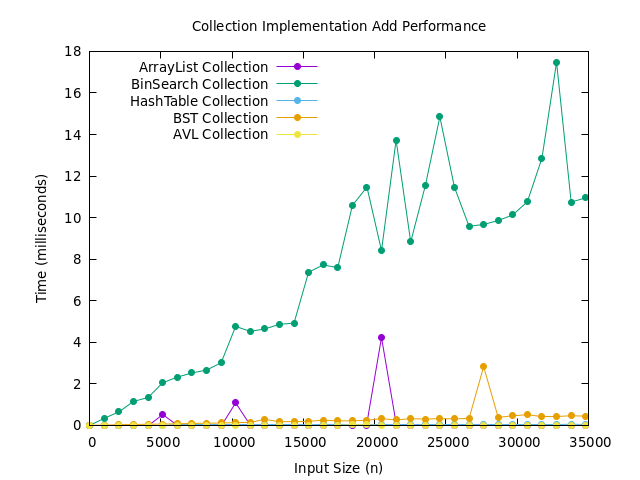 Collection Implementation Add Performance
18
16
14
12
10
8
6
4
2
0
Time (milliseconds)
ArrayList Collection
BinSearch Collection
HashTable Collection
BST Collection
AVL Collection
0 5000 10000 15000 20000 25000 30000 35000
Input Size (n)